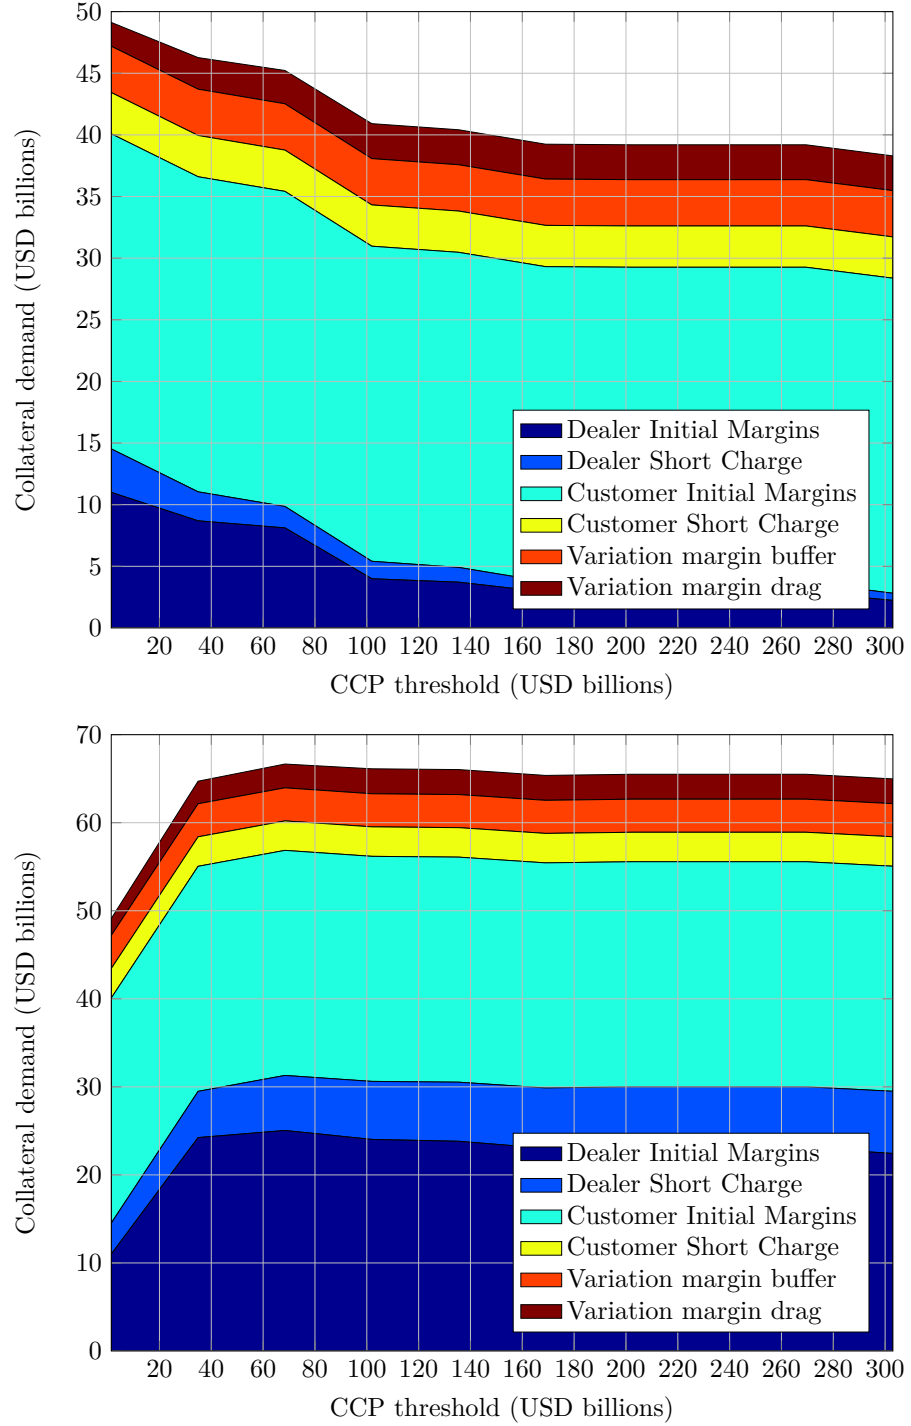 50
45
40
35
30
25
20
15
10
5
0
Collateral demand (USD billions)
Dealer Initial Margins
Dealer Short Charge
Customer Initial Margins
Customer Short Charge
Variation margin buffer
Variation margin drag
20 40 60 80 100 120 140 160 180 200 220 240 260 280 300
CCP threshold (USD billions)
70
60
50
40
30
20
10
0
Collateral demand (USD billions)
Dealer Initial Margins
Dealer Short Charge
Customer Initial Margins
Customer Short Charge
Variation margin buffer
Variation margin drag
20 40 60 80 100 120 140 160 180 200 220 240 260 280 300
CCP threshold (USD billions)